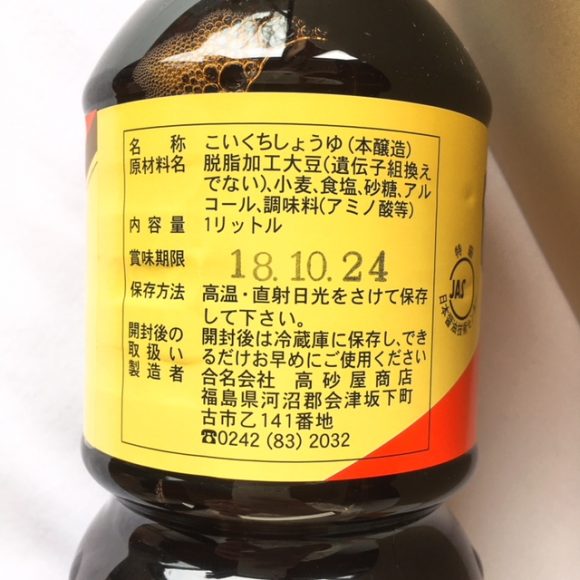 名称 こいくちしょうゆ(本醸造)
原材料名 脱脂加工大豆(遺伝子組換え
でない)、小麦、食塩、砂糖、アル
コール、調味料(アミノ酸等)
内容量 1リットル
賞味期限 18.10.24
保存方法 高温・直射日光をさけて保存
して下さい。
開封後の 開封後は冷蔵庫に保存し、でき
取扱い るだけお早めにご使用ください
製造者 合名会社 高砂屋商店
福島県河沼郡会津坂下町
古市乙141番地
☎0242(83)2032
特級
JAS